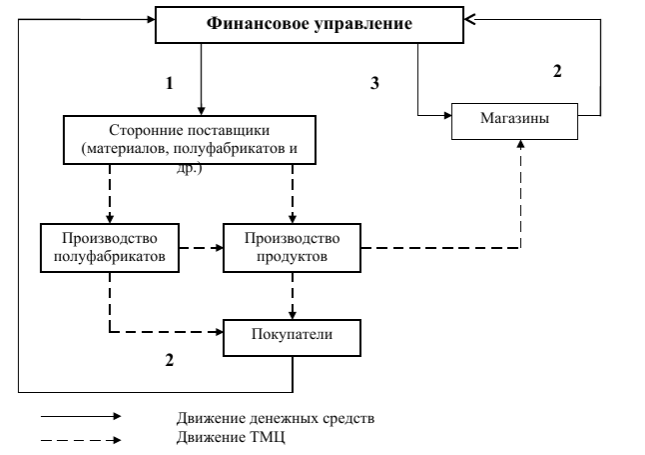 Финансовое управление
1
3
2
Магазины
Сторонние поставщики
(материалов, полуфабрикатов и
др.)
Производство
полуфабрикатов
Производство
продуктов
Покупатели
2
Движение денежных средств
Движение ТМЦ